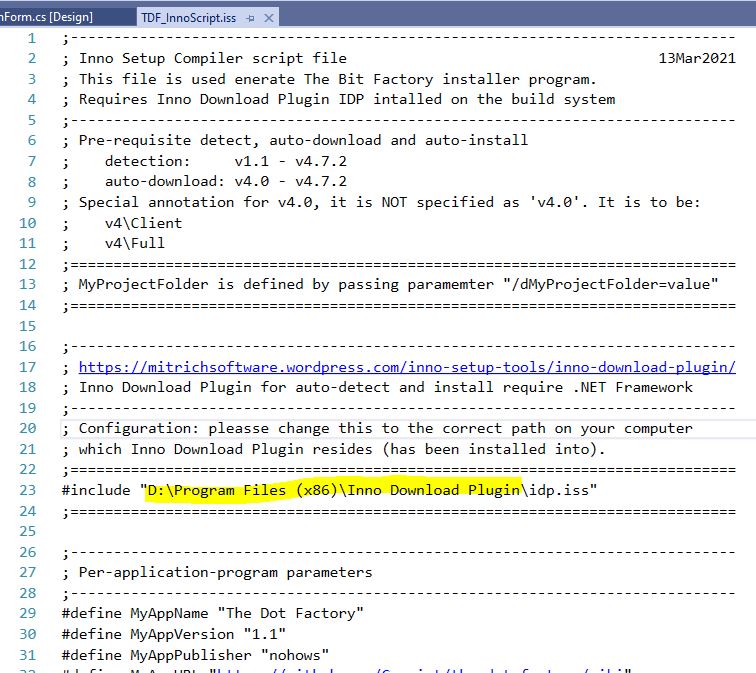 nForm.cs [Design] TDF_InnoScript.iss
1 ;-----------------------------------------------------------------------------
2 ; Inno Setup Compiler script file 13Mar2021
3 ; This file is used enerate The Bit Factory installer program.
4 ; Requires Inno Download Plugin IDP intalled on the build system
5 ;-----------------------------------------------------------------------------
6 ; Pre-requisite detect, auto-download and auto-install
7 ; detection: v1.1 - v4.7.2
8 ; auto-download: v4.0 - v4.7.2
9 ; Special annotation for v4.0, it is NOT specified as 'v4.0'. It is to be:
10 ; v4\Client
11 ; v4\Full
12 ;=============================================================================
13 ; MyProjectFolder is defined by passing paramemter "/dMyProjectFolder=value"
14 ;=============================================================================
15
16 ;-----------------------------------------------------------------------------
17 ; https://mitrichsoftware.wordpress.com/inno-setup-tools/inno-download-plugin/
18 ; Inno Download Plugin for auto-detect and install require .NET Framework
19 ;-----------------------------------------------------------------------------
20 ; Configuration: pleasse change this to the correct path on your computer
21 ; which Inno Download Plugin resides (has been installed into).
22 ;=============================================================================
23 #include "D:\Program Files (x86)\Inno Download Plugin\idp.iss"
24 ;=============================================================================
25
26 ;-----------------------------------------------------------------------------
27 ; Per-application-program parameters
28 ;-----------------------------------------------------------------------------
29 #define MyAppName "The Dot Factory"
30 #define MyAppVersion "1.1"
31 #define MyAppPublisher "nohows"